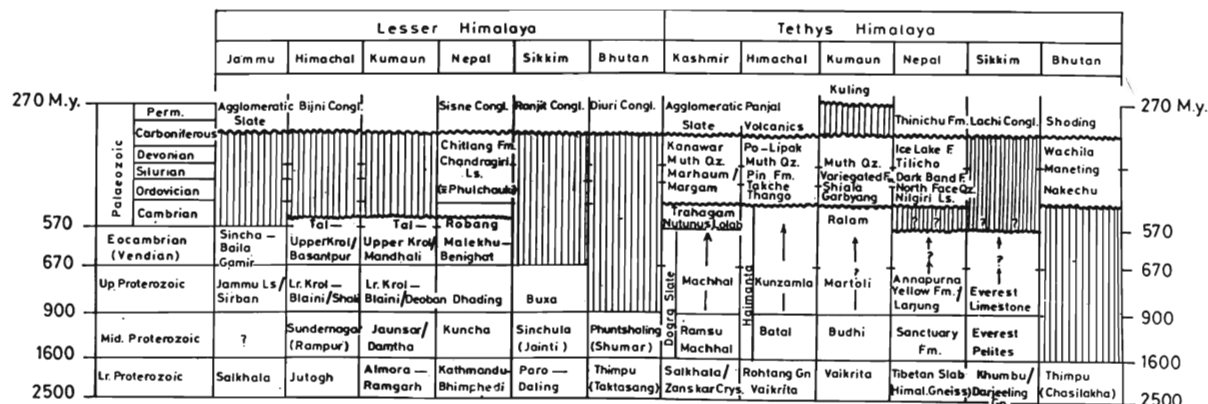 Lesser Himalaya Tethys Himalaya
Jammu Himachal Kumaun Nepal Sikkim Bhutan Kashmir Himachal Kumaun Nepal Sikkim Bhutan
Kuling
270 M.y. Perm. Agglomeratic Bijni Congl. Sisne Congl. Ranjit Congl. Diuri Congl. Agglomeratic Panjal 270 M.y.
Slate Slate Volcanics Thinichu Fm. Lachi Congl. Shoding
Carboniferous
Palaeozoic
Chitlang Fm. Kanawar Po-Lipak Ice Lake F. Wachila
Devonian Chandragiri Muth Qz. Muth Qz. Muth Qz. Tilicho
Silurian Ls. Marhaum/ Pin Fm. Variegated F. Dark Band F. Maneting
Ordovician (≡Phulchauki) Margam Takche Shiala North Face Qz. Nakechu
Thango Garbyang Nilgiri Ls.
Cambrian Tal— Tal— Robang Trahagam Ralam ? ? ? ?
570 Nutunus Lolab 570
Eocambrian Sincha— Upper Krol/ Upper Krol/ Malekhu—
(Vendian) Baila Basantpur Mandhali Benighat ? ?
670 Gamir ? ? 670
Up. Proterozoic Jammu Ls/ Lr. Krol— Lr. Krol— Machhal Kunzamla Martoli Annapurna Everest
Sirban Blaini/Shali Blaini/Deoban Dhading Buxa Yellow Fm./ Limestone
900 Larjung 900
Dogra Slate
Haimanta
Mid. Proterozoic ? Sundernagar Jaunsar/ Kuncha Sinchula Phuntsholing Ramsu Batal Budhi Sanctuary Everest
(Rampur) Damtha (Jainti) (Shumar) Machhal Fm. Pelites
1600 1600
Lr. Proterozoic Salkhala Jutogh Almora— Kathmandu— Paro— Thimpu Salkhala/ Rohtang Gn Vaikrita Tibetan Slab Khumbu/ Thimpu
Ramgarh Bhimphedi Daling (Taktasang) Zanskar Crys. Vaikrita (Himal. Gneiss) Darjeeling (Chasilakha)
2500 Gn 2500